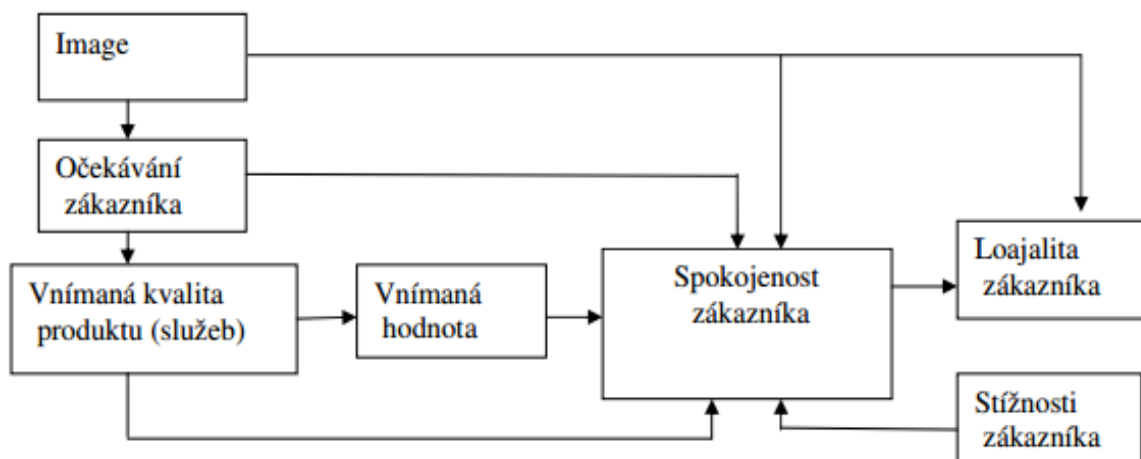 Image
Očekávání
zákazníka
Vnímaná kvalita
produktu (služeb)
Vnímaná
hodnota
Spokojenost
zákazníka
Loajalita
zákazníka
Stížnosti
zákazníka